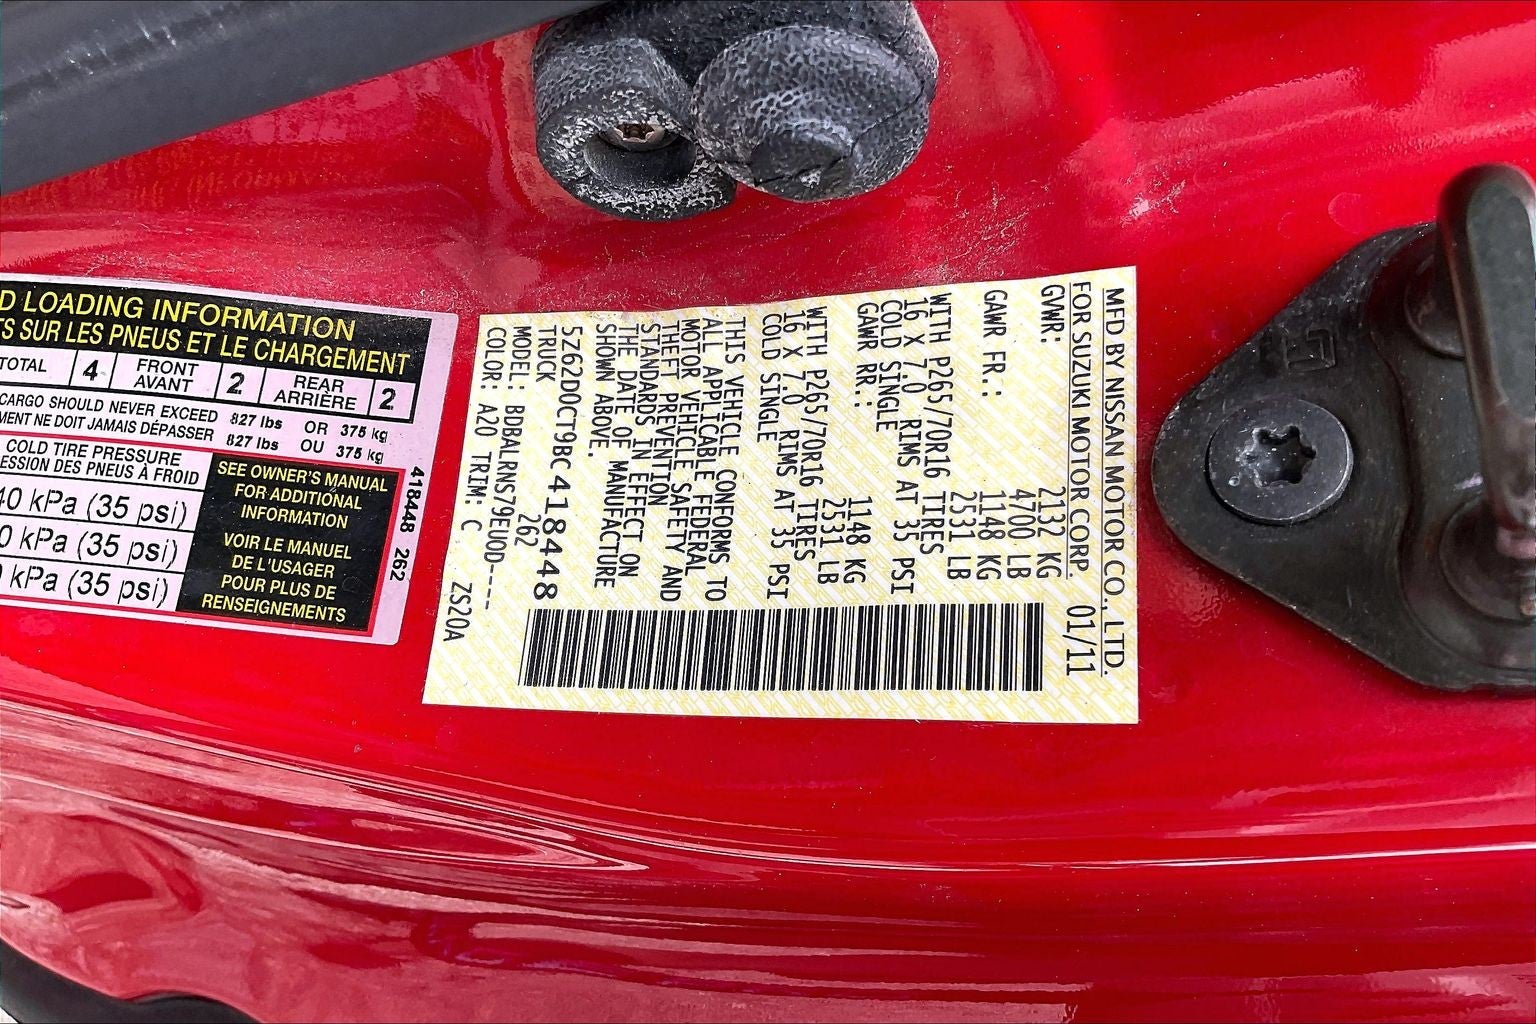 D LOADING INFORMATION
TS SUR LES PNEUS ET LE CHARGEMENT
TOTAL 4 FRONT AVANT 2 REAR ARRIÈRE 2
CARGO SHOULD NEVER EXCEED 827 lbs OR 375 kg
MENT NE DOIT JAMAIS DÉPASSER 827 lbs OU 375 kg
COLD TIRE PRESSURE
ESSION DES PNEUS À FROID
40 kPa (35 psi)
0 kPa (35 psi)
0 kPa (35 psi)
SEE OWNER'S MANUAL
FOR ADDITIONAL
INFORMATION
VOIR LE MANUEL
DE L'USAGER
POUR PLUS DE
RENSEIGNEMENTS
418448 262
MFD BY NISSAN MOTOR CO., LTD.
FOR SUZUKI MOTOR CORP. 01/11
GVWR: 2132 KG
4700 LB
GAWR FR.: 1148 KG
2531 LB
WITH P265/70R16 TIRES
16 X 7.0 RIMS AT 35 PSI
COLD SINGLE
GAWR RR.: 1148 KG
2531 LB
WITH P265/70R16 TIRES
16 X 7.0 RIMS AT 35 PSI
COLD SINGLE
THIS VEHICLE CONFORMS TO
ALL APPLICABLE FEDERAL
MOTOR VEHICLE SAFETY AND
THEFT PREVENTION
STANDARDS IN EFFECT ON
THE DATE OF MANUFACTURE
SHOWN ABOVE.
5Z62D0CT9BC418448
TRUCK 262
MODEL: BDBALRNS79EUOD----
COLOR: A20 TRIM: C ZS20A